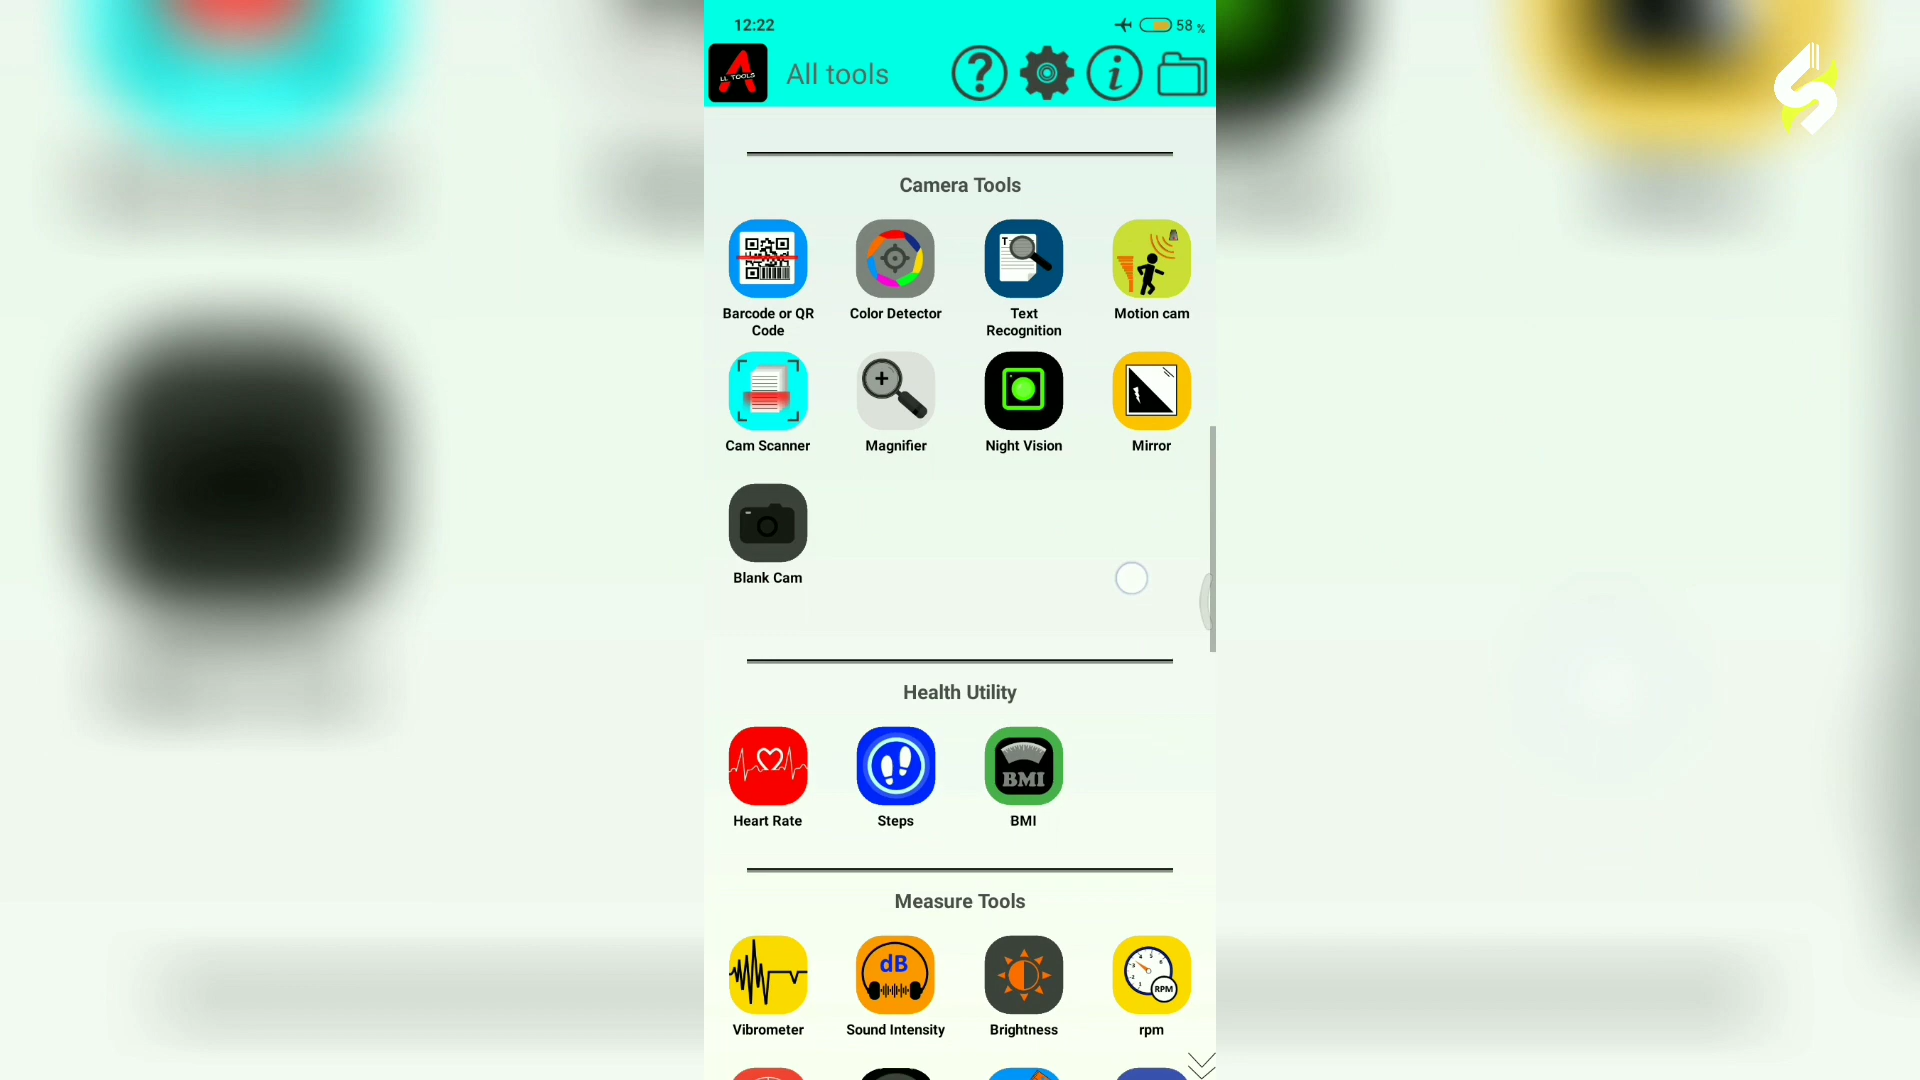 12:22
58 %
LL TOOLS
All tools
Camera Tools
Barcode or QR
Code
Color Detector
Text
Recognition
Motion cam
Cam Scanner
Magnifier
Night Vision
Mirror
Blank Cam
Health Utility
BMI
Heart Rate
Steps
BMI
Measure Tools
dB
RPM
Vibrometer
Sound Intensity
Brightness
rpm